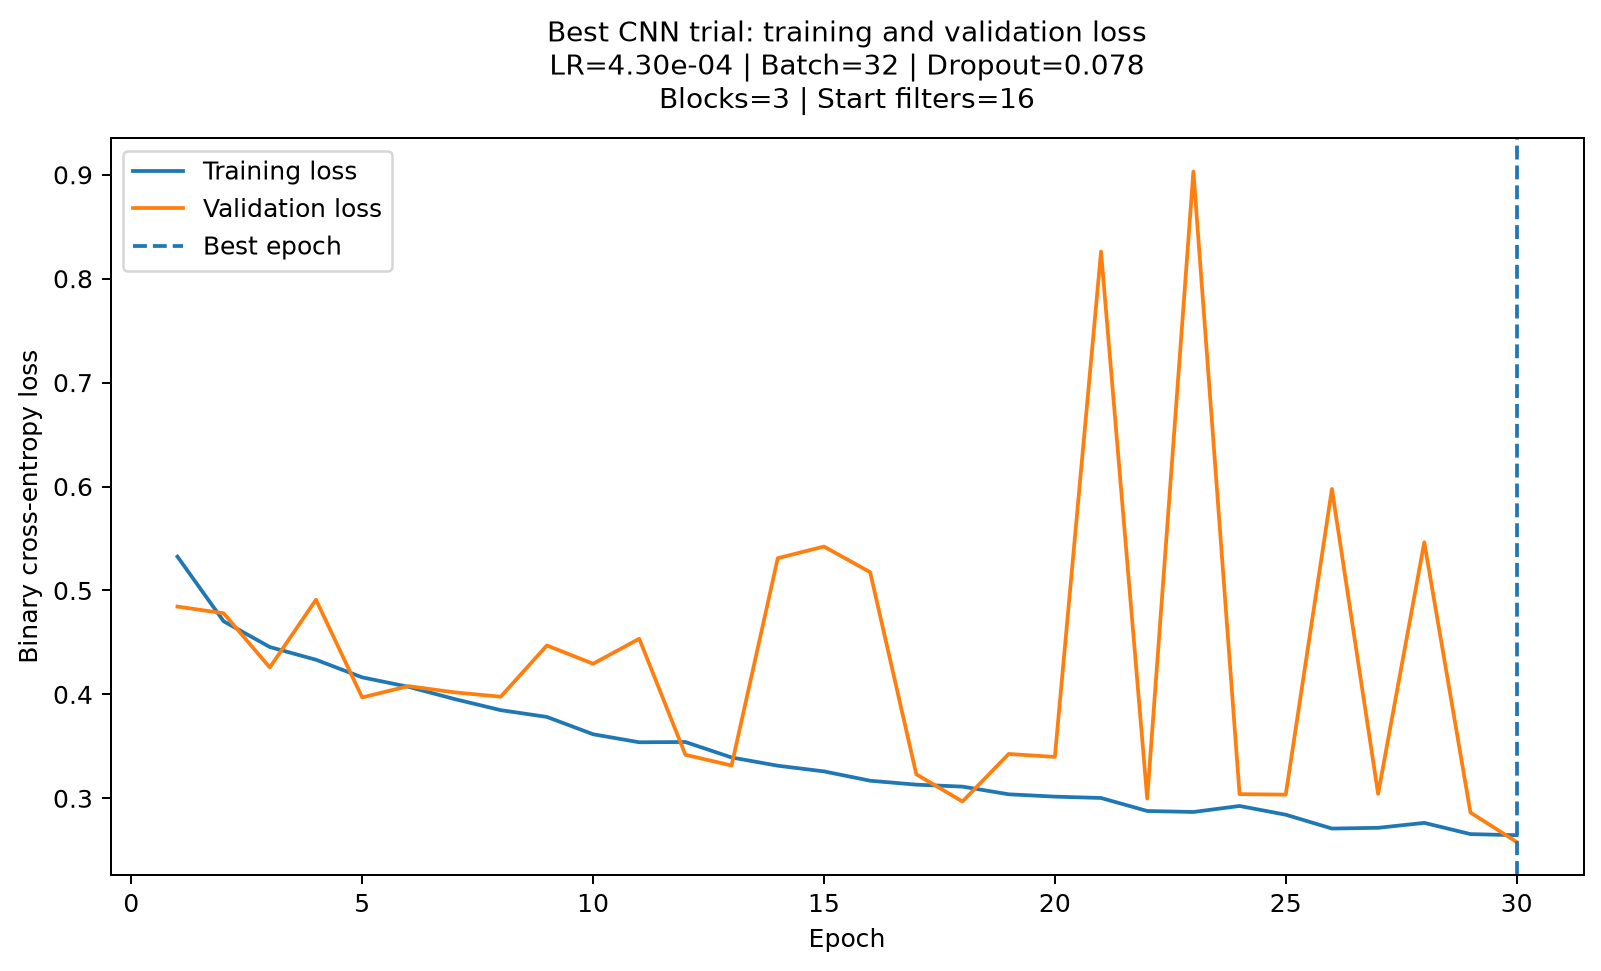 Best CNN trial: training and validation loss
LR=4.30e-04 | Batch=32 | Dropout=0.078
Blocks=3 | Start filters=16
Training loss
Validation loss
Best epoch
Binary cross-entropy loss
0.9
0.8
0.7
0.6
0.5
0.4
0.3
0
5
10
15
20
25
30
Epoch